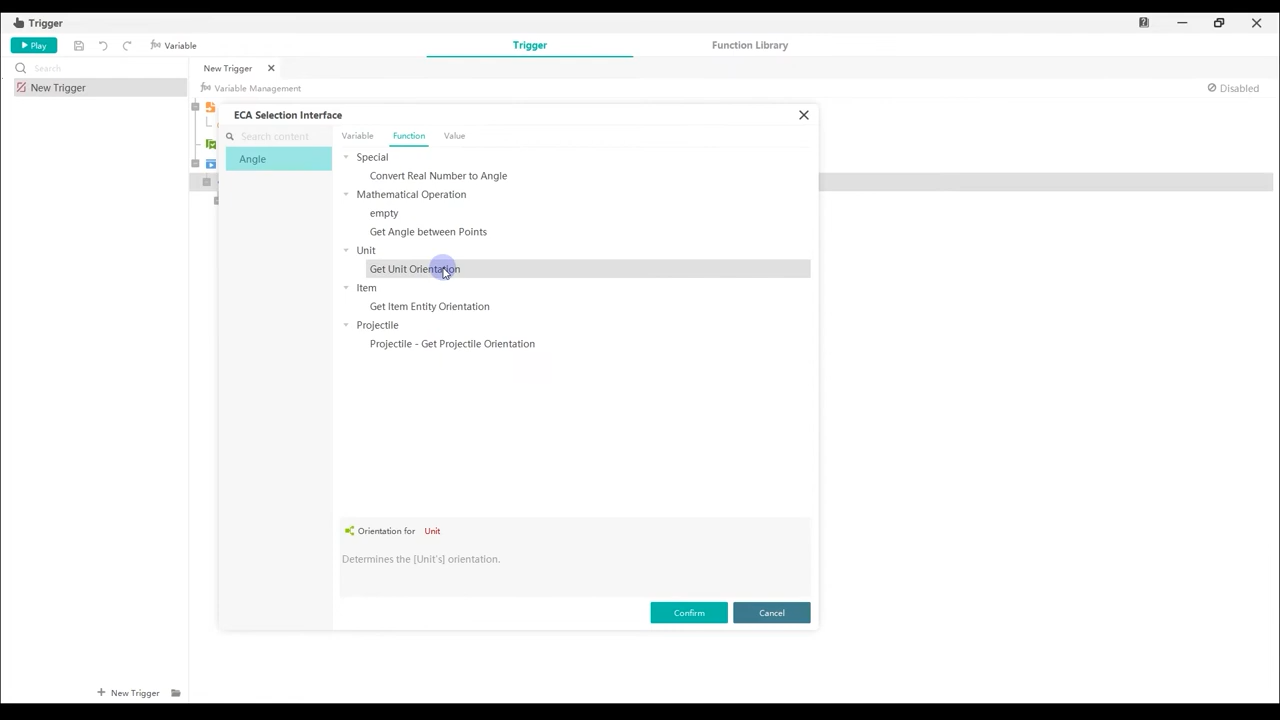 Trigger
Play
Variable
Trigger
Function Library
Search
New Trigger
New Trigger
Variable Management
Disabled
ECA Selection Interface
Search content
Variable
Function
Value
Angle
Special
Convert Real Number to Angle
Mathematical Operation
empty
Get Angle between Points
Unit
Get Unit Orientation
Item
Get Item Entity Orientation
Projectile
Projectile - Get Projectile Orientation
Orientation for Unit
Determines the [Unit's] orientation.
Confirm
Cancel
+ New Trigger